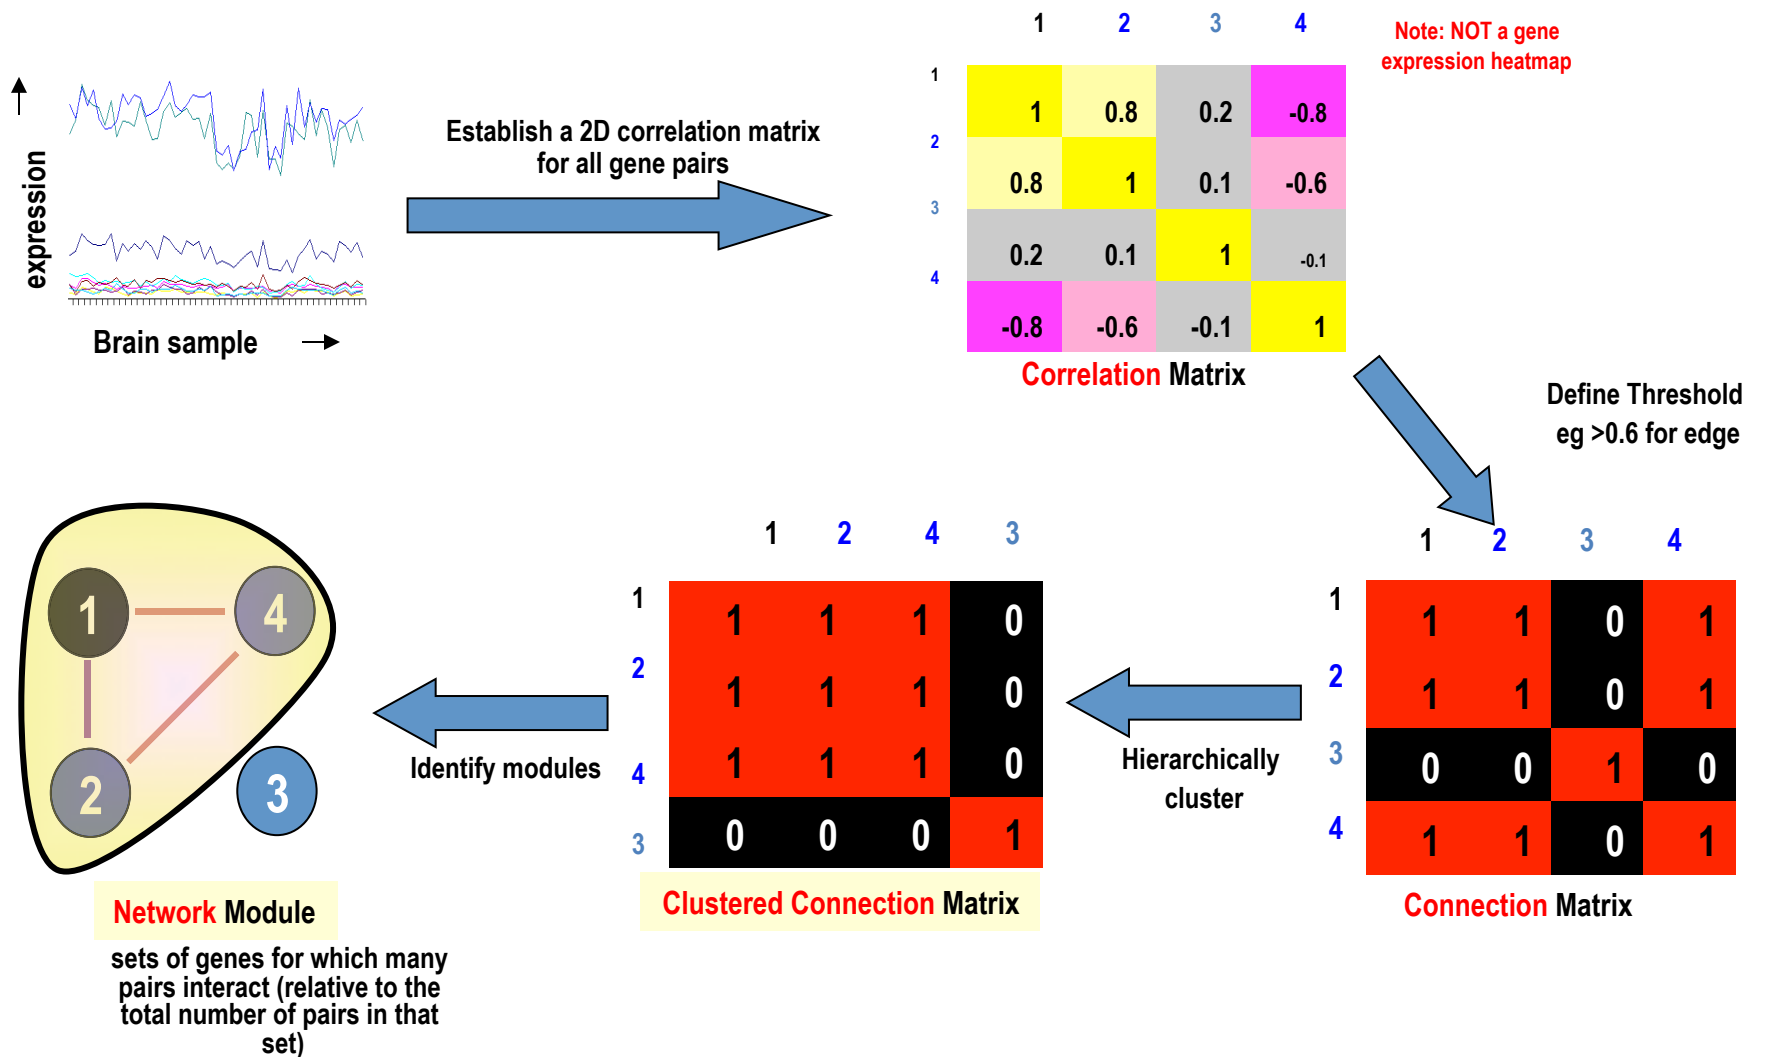 expression
Brain sample
Establish a 2D correlation matrix
for all gene pairs
1 2 3 4
Note: NOT a gene
expression heatmap
1
1 0.8 0.2 -0.8
2
0.8 1 0.1 -0.6
3
0.2 0.1 1 -0.1
4
-0.8 -0.6 -0.1 1
Correlation Matrix
Define Threshold
eg >0.6 for edge
1 2 3 4
1
1 1 0 1
2
1 1 0 1
3
0 0 1 0
4
1 1 0 1
Connection Matrix
Hierarchically
cluster
1 2 4 3
1
1 1 1 0
2
1 1 1 0
4
1 1 1 0
3
0 0 0 1
Clustered Connection Matrix
Identify modules
1 4
2 3
Network Module
sets of genes for which many
pairs interact (relative to the
total number of pairs in that
set)